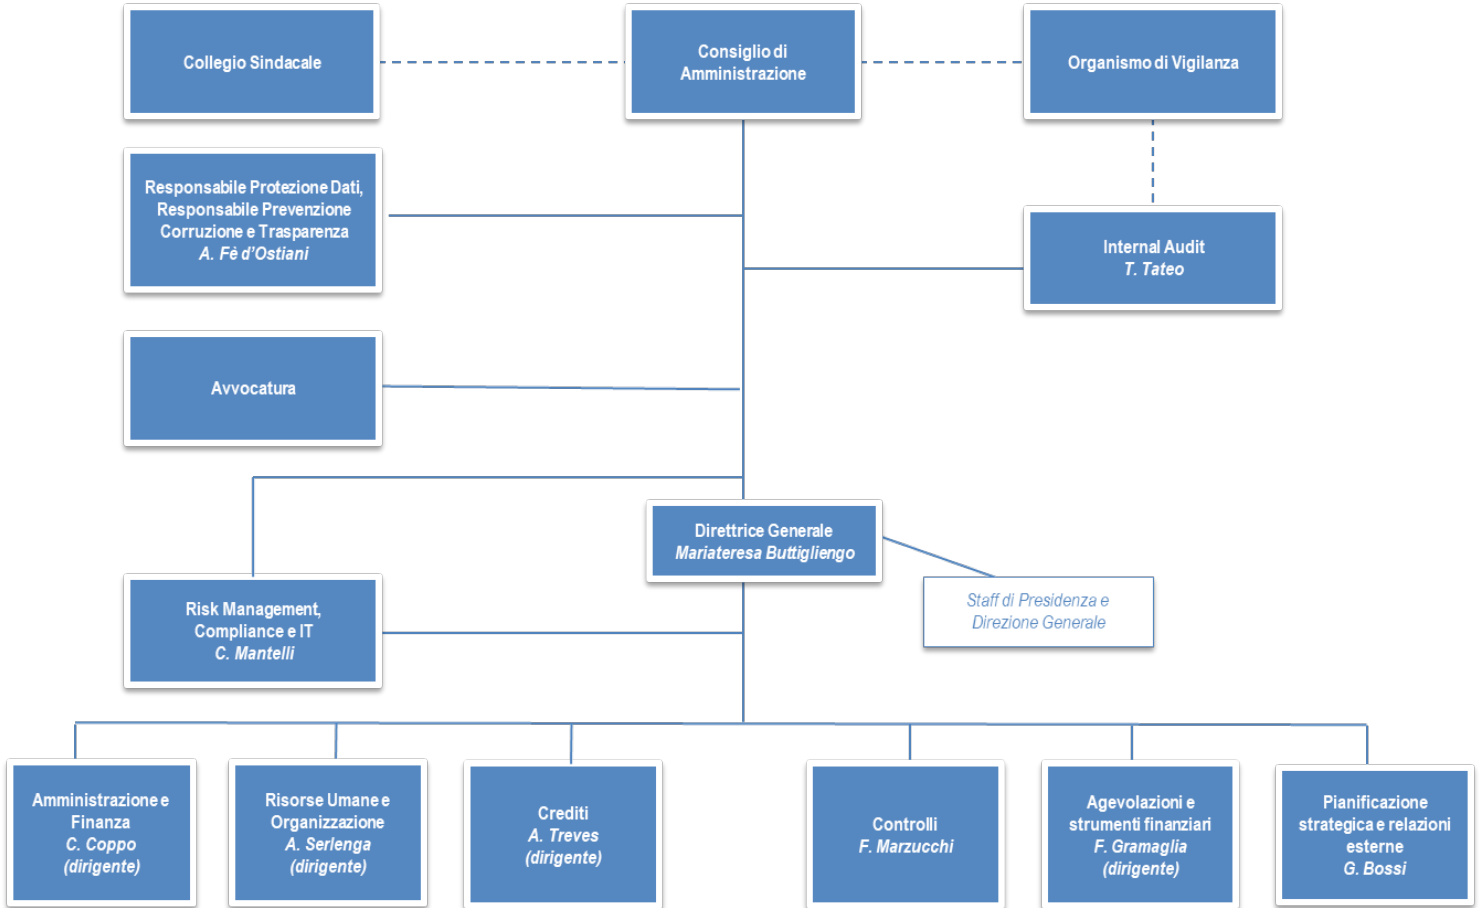 Collegio Sindacale
Consiglio di
Amministrazione
Organismo di Vigilanza
Responsabile Protezione Dati,
Responsabile Prevenzione
Corruzione e Trasparenza
A. Fè d'Ostiani
Internal Audit
T. Tateo
Avvocatura
Direttrice Generale
Mariateresa Buttigliengo
Staff di Presidenza e
Direzione Generale
Risk Management,
Compliance e IT
C. Mantelli
Amministrazione e
Finanza
C. Coppo
(dirigente)
Risorse Umane e
Organizzazione
A. Serlenga
(dirigente)
Crediti
A. Treves
(dirigente)
Controlli
F. Marzucchi
Agevolazioni e
strumenti finanziari
F. Gramaglia
(dirigente)
Pianificazione
strategica e relazioni
esterne
G. Bossi